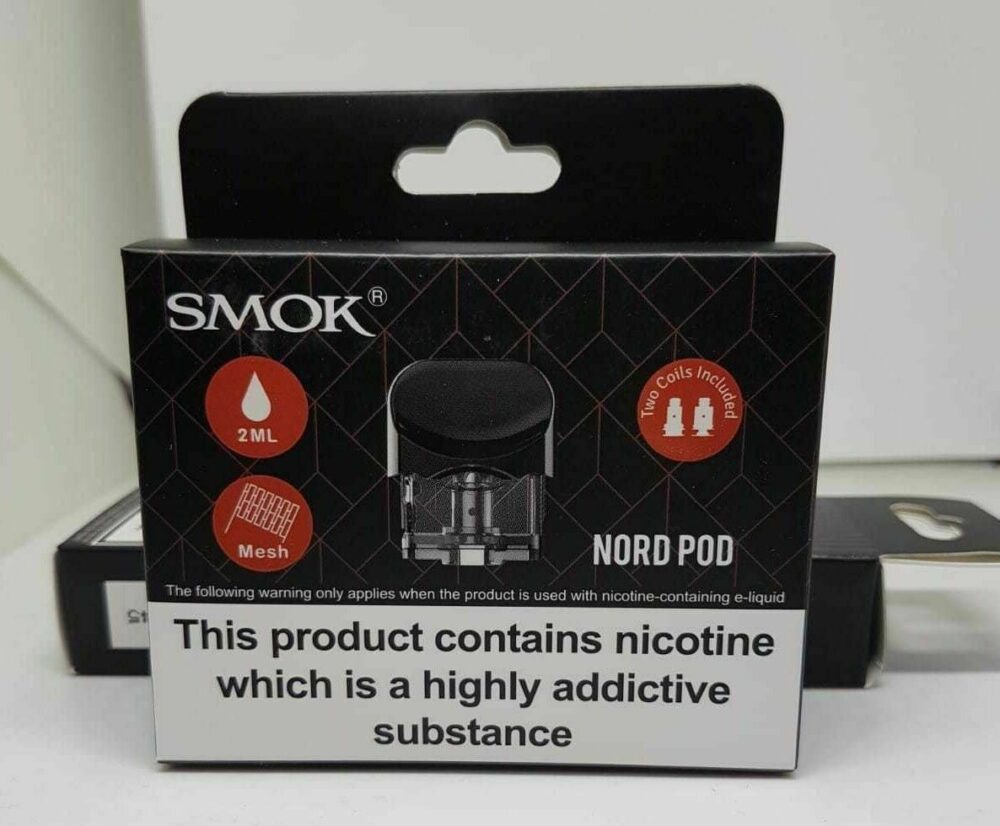 SMOK®
2ML
Two Coils Included
Mesh
NORD POD
The following warning only applies when the product is used with nicotine-containing e-liquid
This product contains nicotine
which is a highly addictive
substance